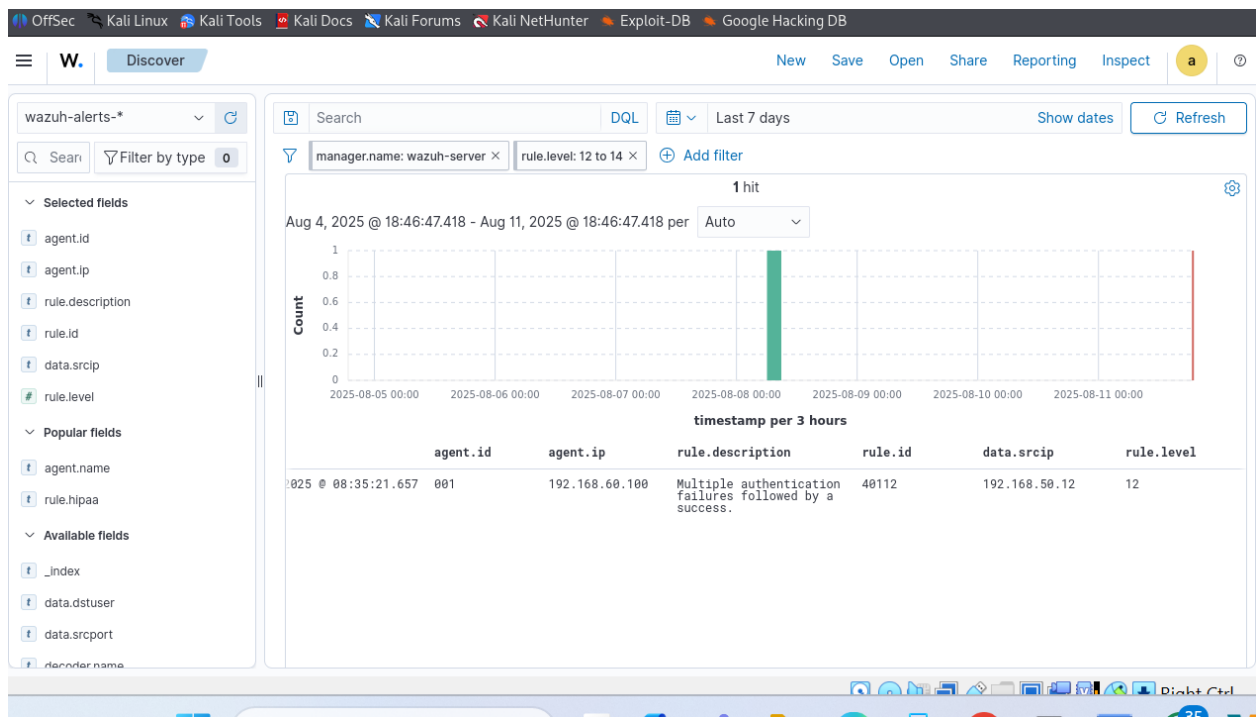 OffSec Kali Linux Kali Tools Kali Docs Kali Forums Kali NetHunter Exploit-DB Google Hacking DB
W. Discover New Save Open Share Reporting Inspect a
wazuh-alerts-*
Search DQL Last 7 days Show dates Refresh
Sear Filter by type 0
manager.name: wazuh-server × rule.level: 12 to 14 × Add filter
1 hit
Selected fields
Aug 4, 2025 @ 18:46:47.418 - Aug 11, 2025 @ 18:46:47.418 per Auto
t agent.id
t agent.ip
t rule.description
t rule.id
t data.srcip
# rule.level
Popular fields
t agent.name
t rule.hipaa
Available fields
t _index
t data.dstuser
t data.srcport
t decoder.name
Count
1
0.8
0.6
0.4
0.2
0
2025-08-05 00:00 2025-08-06 00:00 2025-08-07 00:00 2025-08-08 00:00 2025-08-09 00:00 2025-08-10 00:00 2025-08-11 00:00
timestamp per 3 hours
agent.id agent.ip rule.description rule.id data.srcip rule.level
025 @ 08:35:21.657 001 192.168.60.100 Multiple authentication 40112 192.168.50.12 12
failures followed by a
success.
Right Ctrl
35